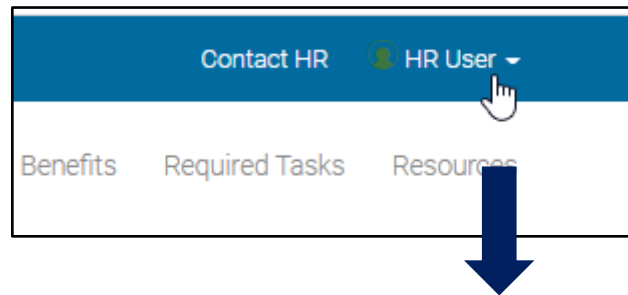 Contact HR HR User
Benefits Required Tasks Resources